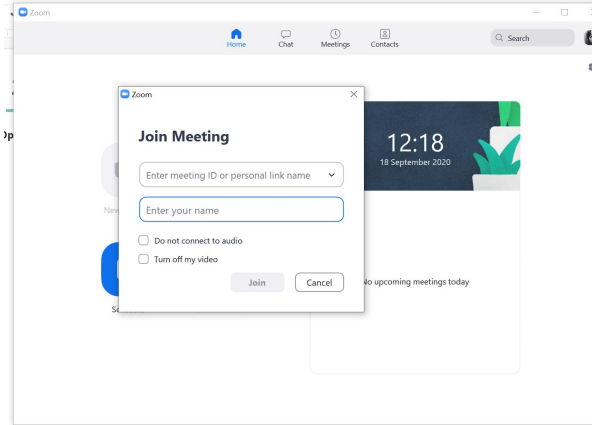 Zoom
Home
Chat
Meetings
Contacts
Search
Zoom
Join Meeting
Enter meeting ID or personal link name
Enter your name
Do not connect to audio
Turn off my video
Join
Cancel
12:18
18 September 2020
No upcoming meetings today
New